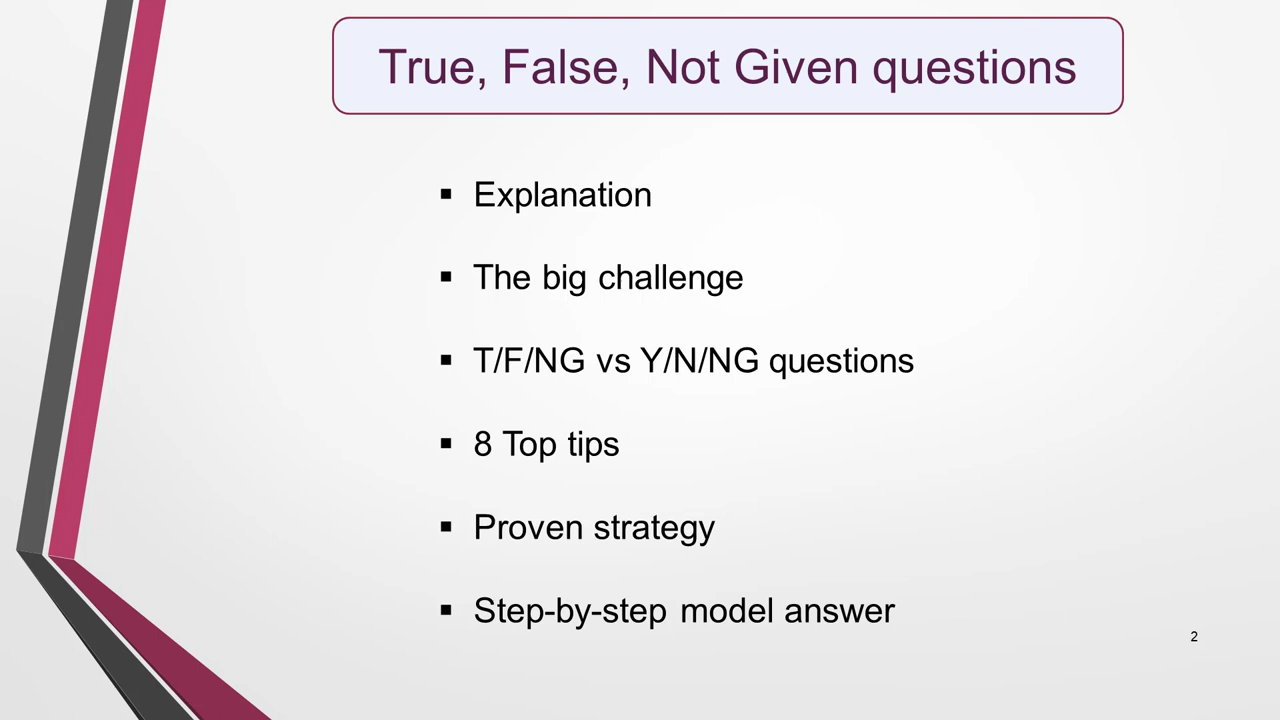 True, False, Not Given questions
▪ Explanation
▪ The big challenge
▪ T/F/NG vs Y/N/NG questions
▪ 8 Top tips
▪ Proven strategy
▪ Step-by-step model answer
2